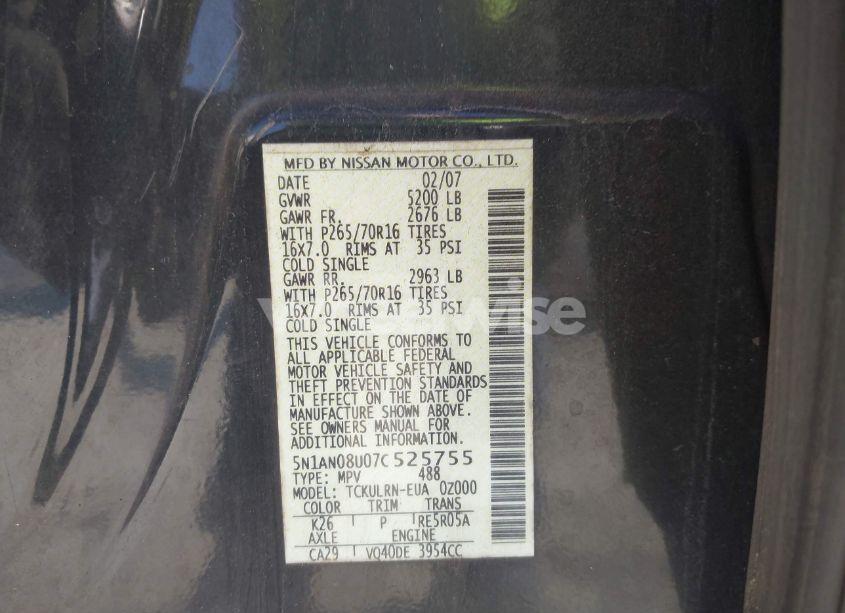 MFD BY NISSAN MOTOR CO., LTD.
DATE 02/07
GVWR 5200 LB
GAWR FR. 2676 LB
WITH P265/70R16 TIRES
16X7.0 RIMS AT 35 PSI
COLD SINGLE
GAWR RR. 2963 LB
WITH P265/70R16 TIRES
16X7.0 RIMS AT 35 PSI
COLD SINGLE
THIS VEHICLE CONFORMS TO
ALL APPLICABLE FEDERAL
MOTOR VEHICLE SAFETY AND
THEFT PREVENTION STANDARDS
IN EFFECT ON THE DATE OF
MANUFACTURE SHOWN ABOVE.
SEE OWNERS MANUAL FOR
ADDITIONAL INFORMATION.
5N1AN08U07C525755
TYPE: MPV 488
MODEL: TCKULRN-EUA 0Z000
COLOR TRIM TRANS
K26 P RE5R05A
AXLE ENGINE
CA29 VQ40DE 3954CC